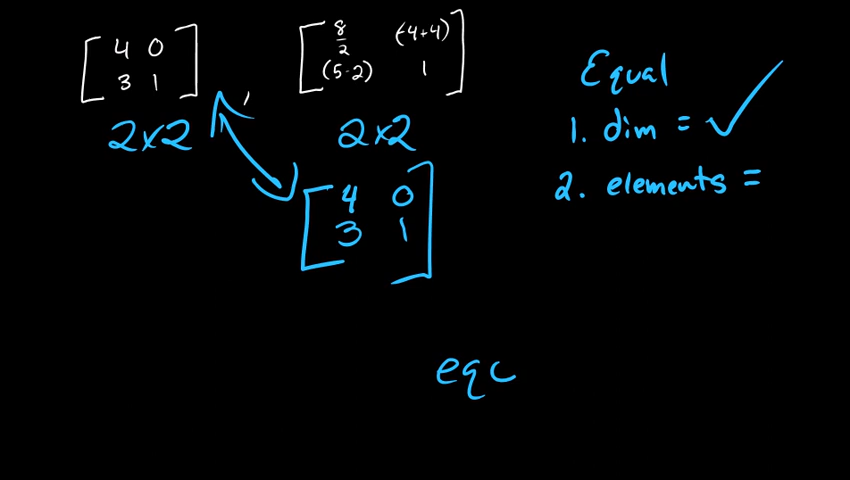 [4 0
3 1]
[8/2 (-4+4)
(5-2) 1]
2x2
2x2
[4 0
3 1]
Equal
1. dim = ✓
2. elements =
eqc